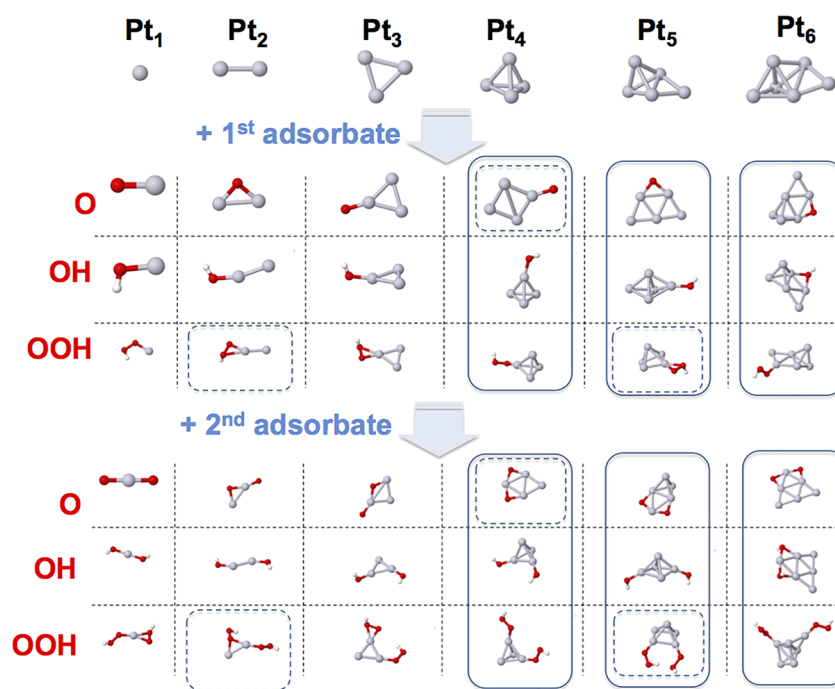 Pt₁ Pt₂ Pt₃ Pt₄ Pt₅ Pt₆
+ 1ˢᵗ adsorbate
O
OH
OOH
+ 2ⁿᵈ adsorbate
O
OH
OOH